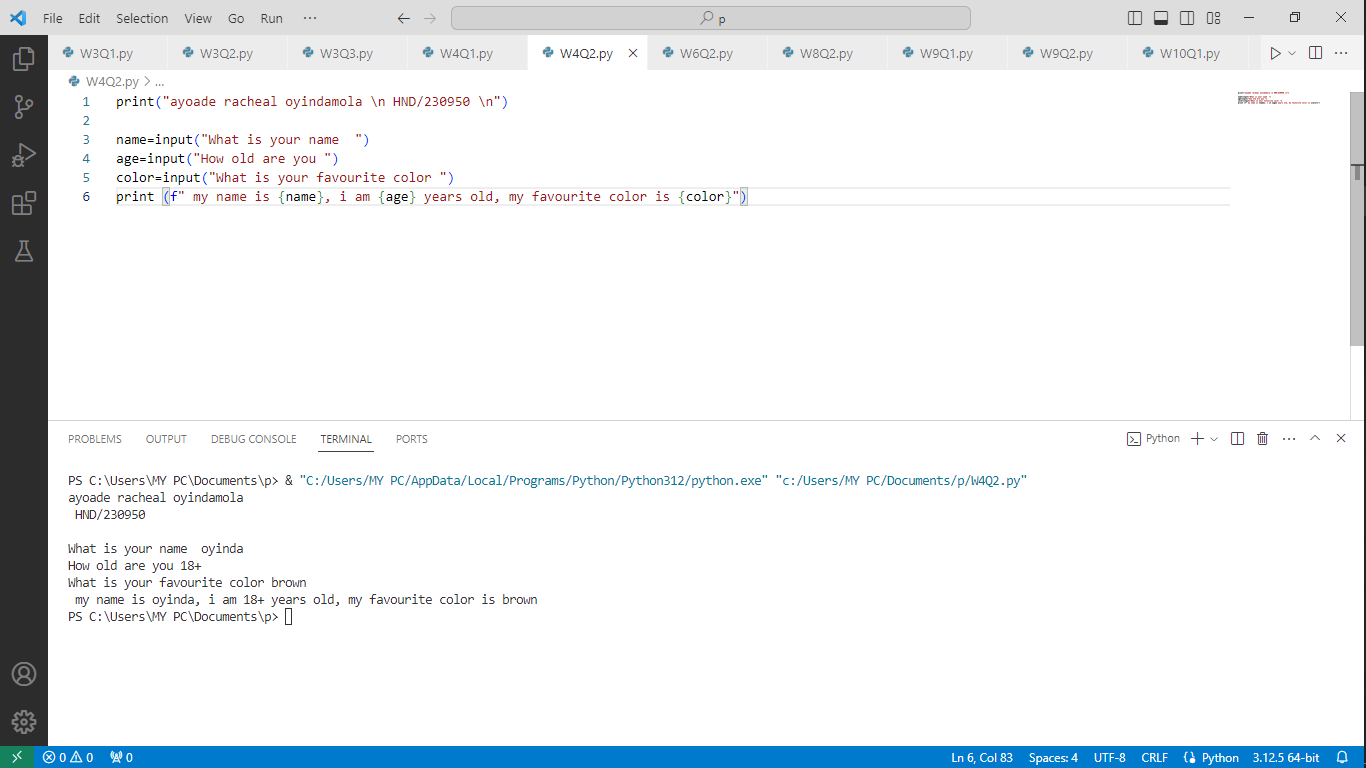 File Edit Selection View Go Run ··· p
W3Q1.py W3Q2.py W3Q3.py W4Q1.py W4Q2.py W6Q2.py W8Q2.py W9Q1.py W9Q2.py W10Q1.py
W4Q2.py > ...
1 print("ayoade racheal oyindamola \n HND/230950 \n")
2
3 name=input("What is your name  ")
4 age=input("How old are you ")
5 color=input("What is your favourite color ")
6 print (f" my name is {name}, i am {age} years old, my favourite color is {color}")
PROBLEMS OUTPUT DEBUG CONSOLE TERMINAL PORTS Python
PS C:\Users\MY PC\Documents\p> & "C:/Users/MY PC/AppData/Local/Programs/Python/Python312/python.exe" "c:/Users/MY PC/Documents/p/W4Q2.py"
ayoade racheal oyindamola
 HND/230950
What is your name  oyinda
How old are you 18+
What is your favourite color brown
 my name is oyinda, i am 18+ years old, my favourite color is brown
PS C:\Users\MY PC\Documents\p>
0 0 0 Ln 6, Col 83 Spaces: 4 UTF-8 CRLF Python 3.12.5 64-bit